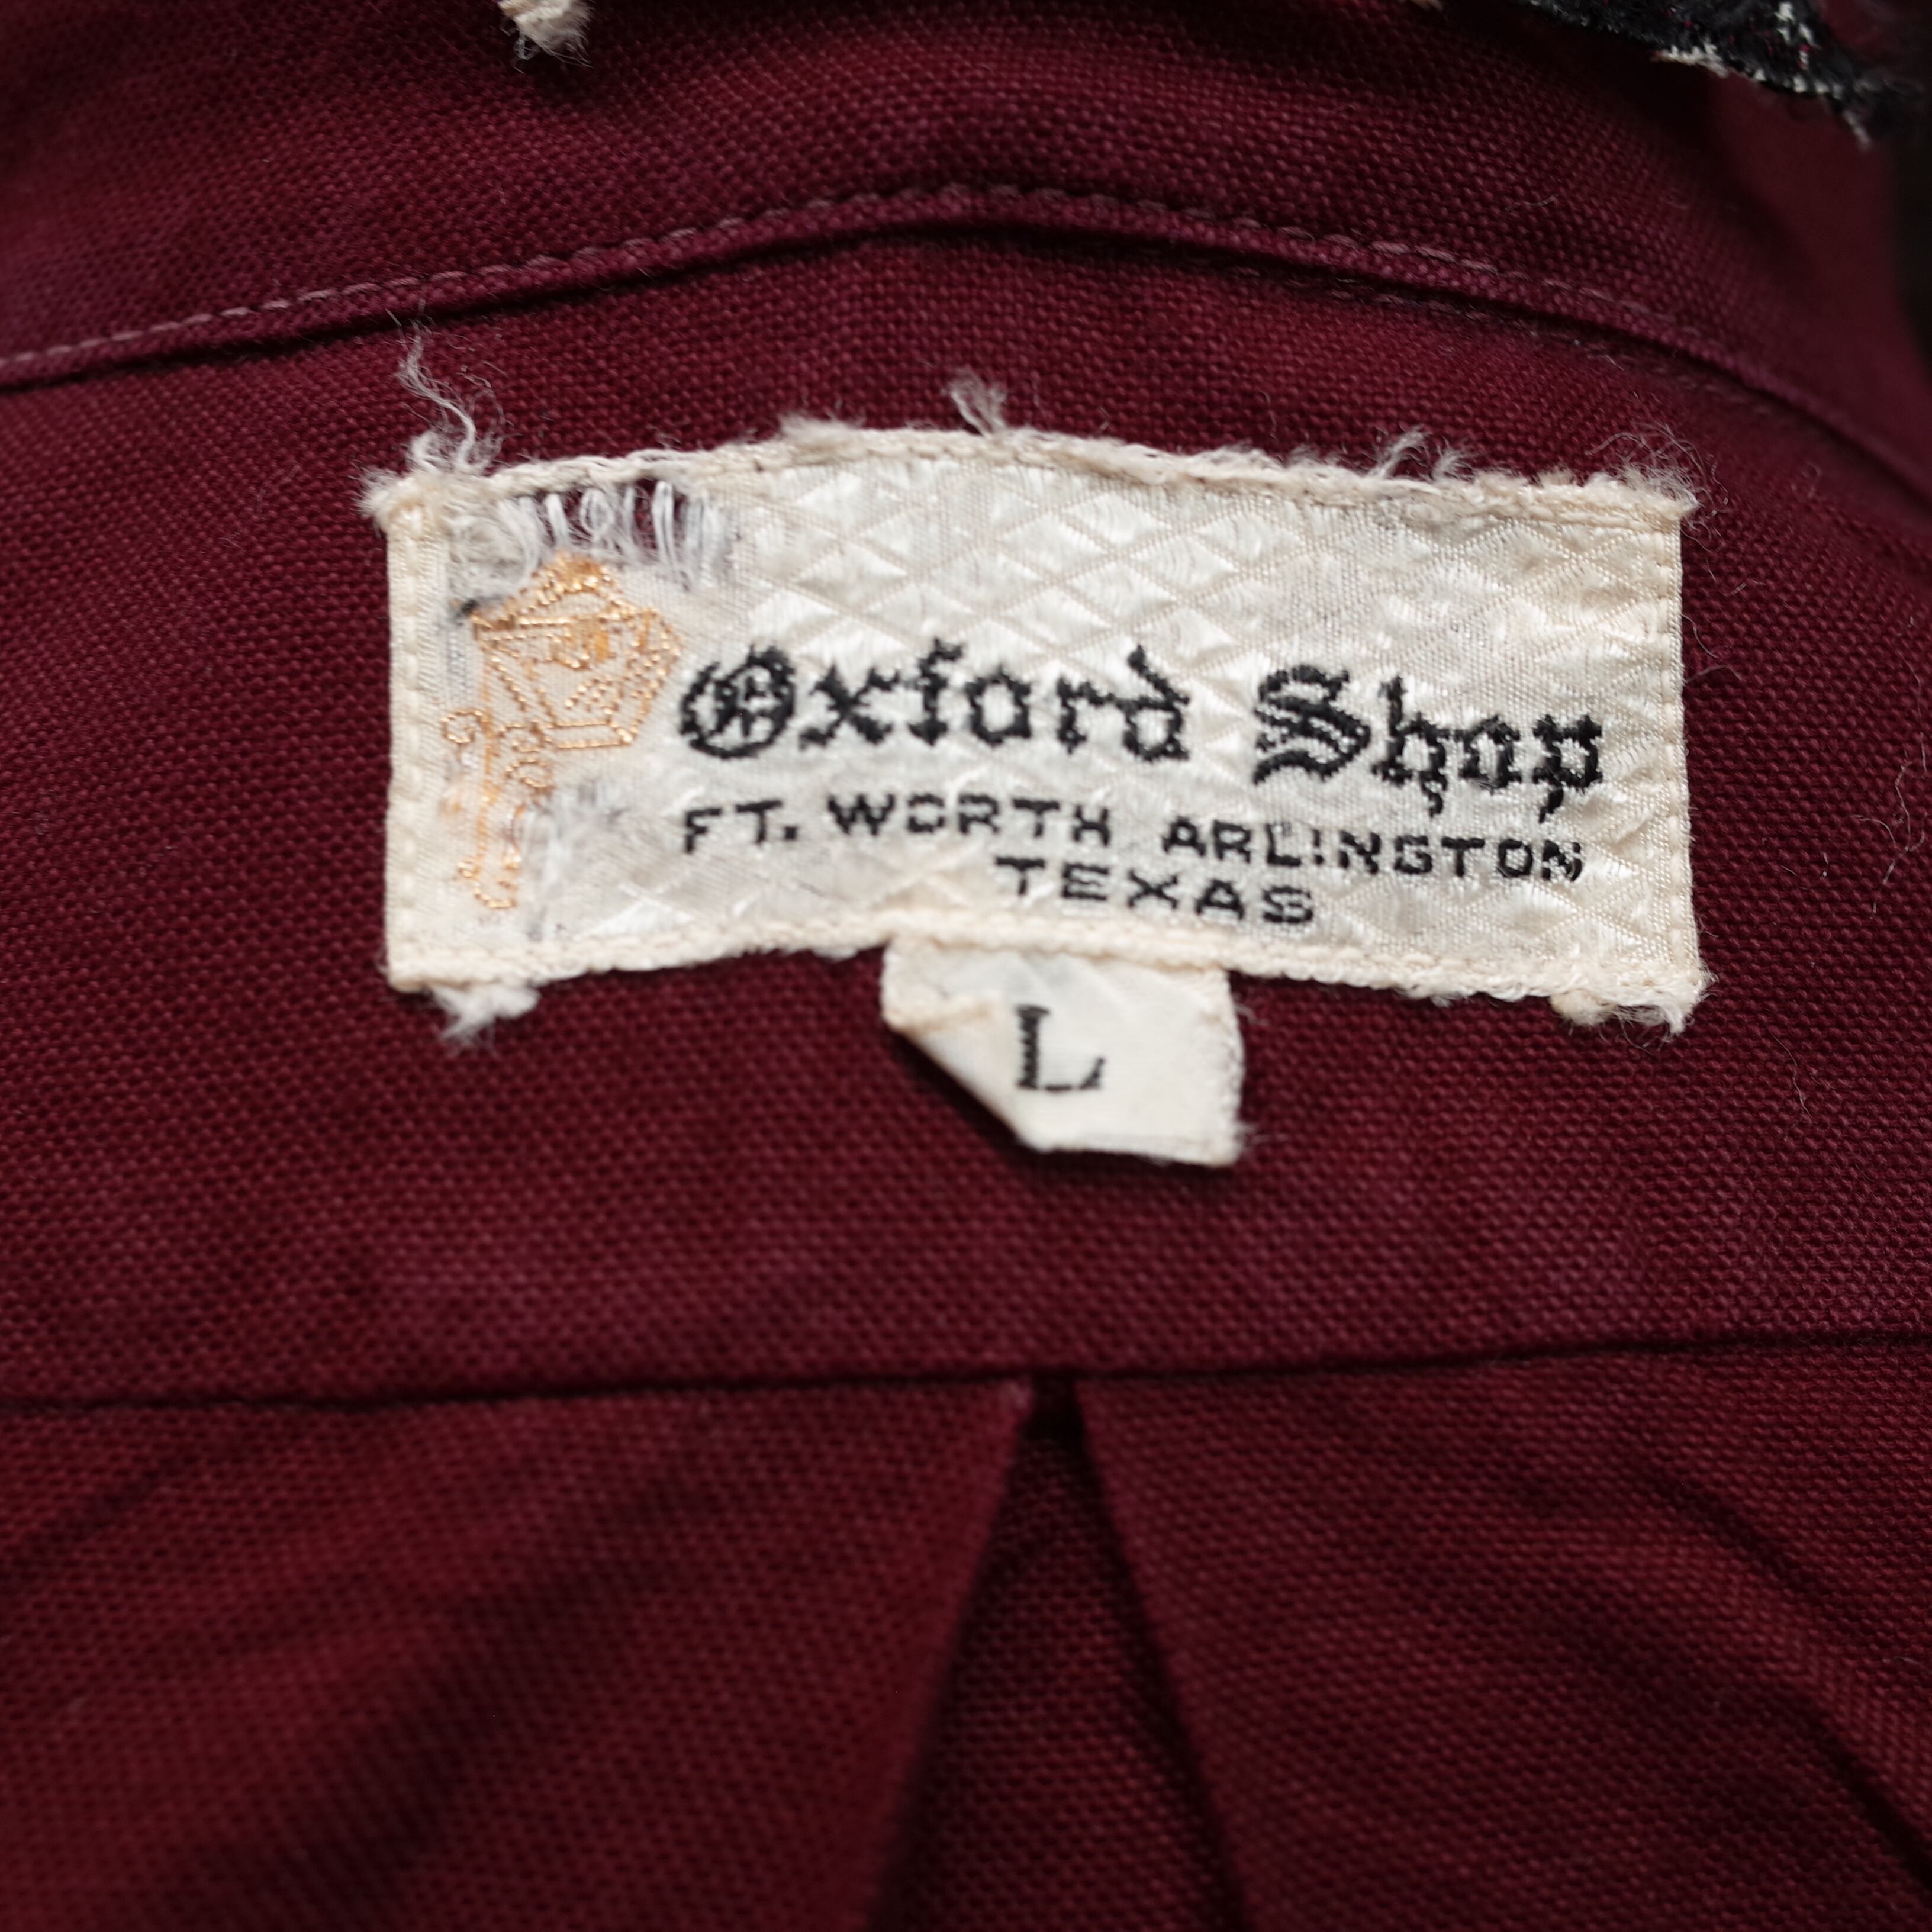 Oxford Shop
FT. WORTH ARLINGTON
TEXAS
L